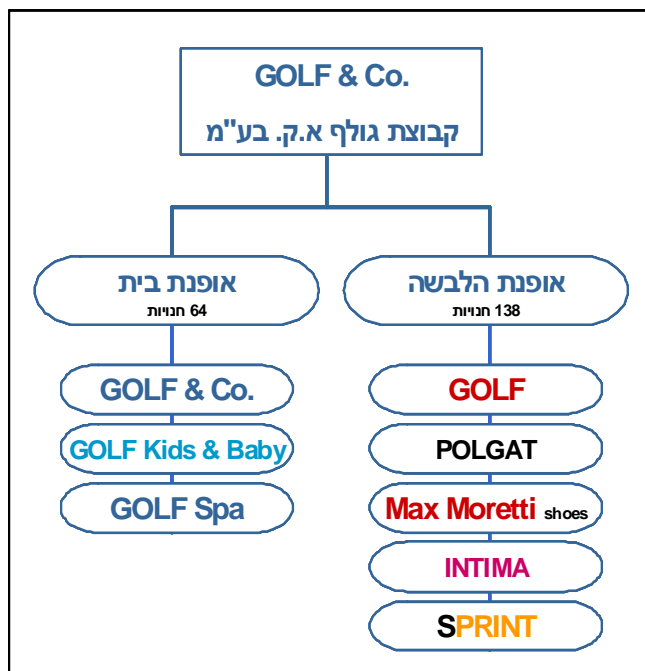 GOLF & Co.
קבוצת גולף א.ק. בע"מ
אופנת הלבשה
138 חנויות
GOLF
POLGAT
Max Moretti shoes
INTIMA
SPRINT
אופנת בית
64 חנויות
GOLF & Co.
GOLF Kids & Baby
GOLF Spa